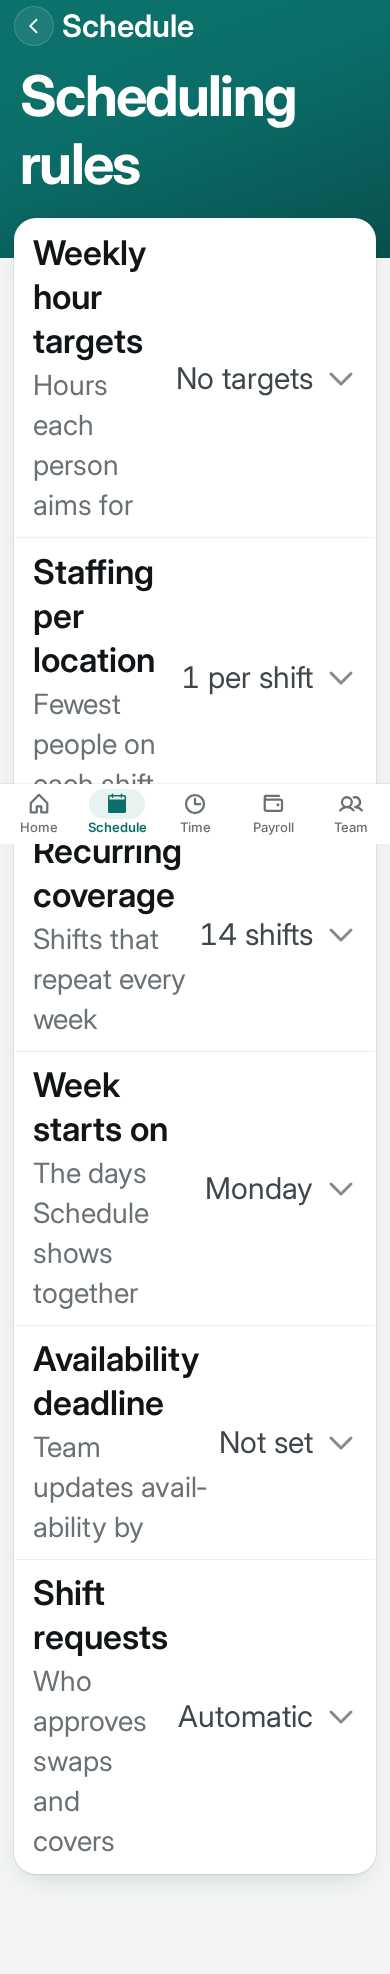 Schedule
Scheduling
rules
Weekly
hour
targets
Hours
each
person
aims for
No targets
Staffing
per
location
Fewest
people on
each shift
1 per shift
Home
Schedule
Time
Payroll
Team
Recurring
coverage
Shifts that
repeat every
week
14 shifts
Week
starts on
The days
Schedule
shows
together
Monday
Availability
deadline
Team
updates avail-
ability by
Not set
Shift
requests
Who
approves
swaps
and
covers
Automatic